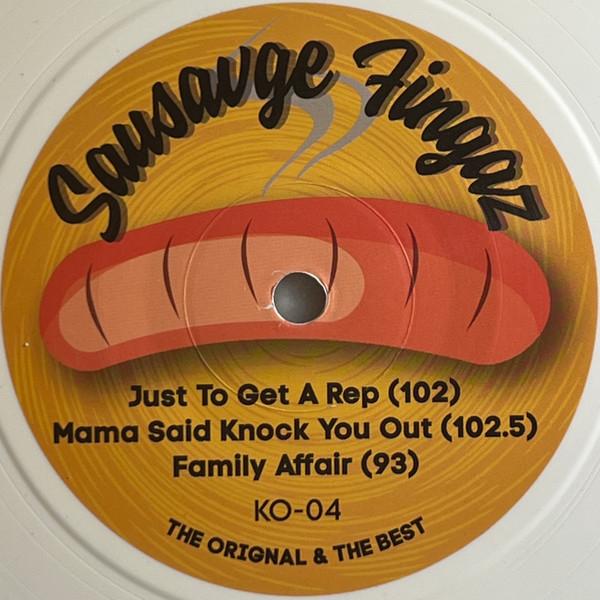 Sausavge Fingaz
Just To Get A Rep (102)
Mama Said Knock You Out (102.5)
Family Affair (93)
KO-04
THE ORIGNAL & THE BEST